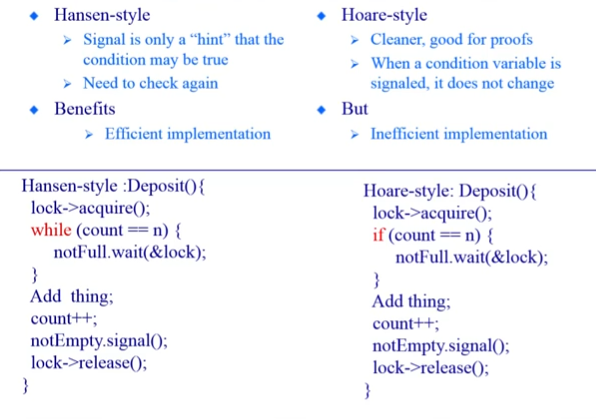 Hansen-style
Signal is only a “hint” that the
condition may be true
Need to check again
Benefits
Efficient implementation
Hoare-style
Cleaner, good for proofs
When a condition variable is
signaled, it does not change
But
Inefficient implementation
Hansen-style :Deposit(){
lock->acquire();
while (count == n) {
notFull.wait(&lock);
}
Add thing;
count++;
notEmpty.signal();
lock->release();
}
Hoare-style: Deposit(){
lock->acquire();
if (count == n) {
notFull.wait(&lock);
}
Add thing;
count++;
notEmpty.signal();
lock->release();
}